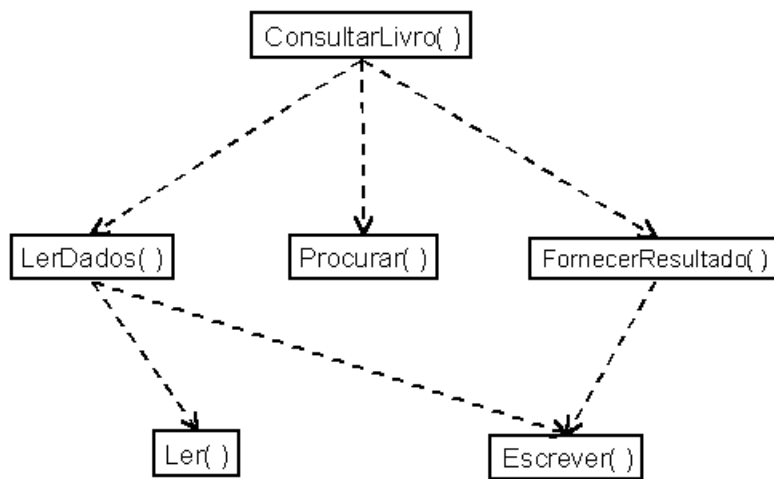 ConsultarLivro( )
LerDados( )
Procurar( )
FornecerResultado( )
Ler( )
Escrever( )